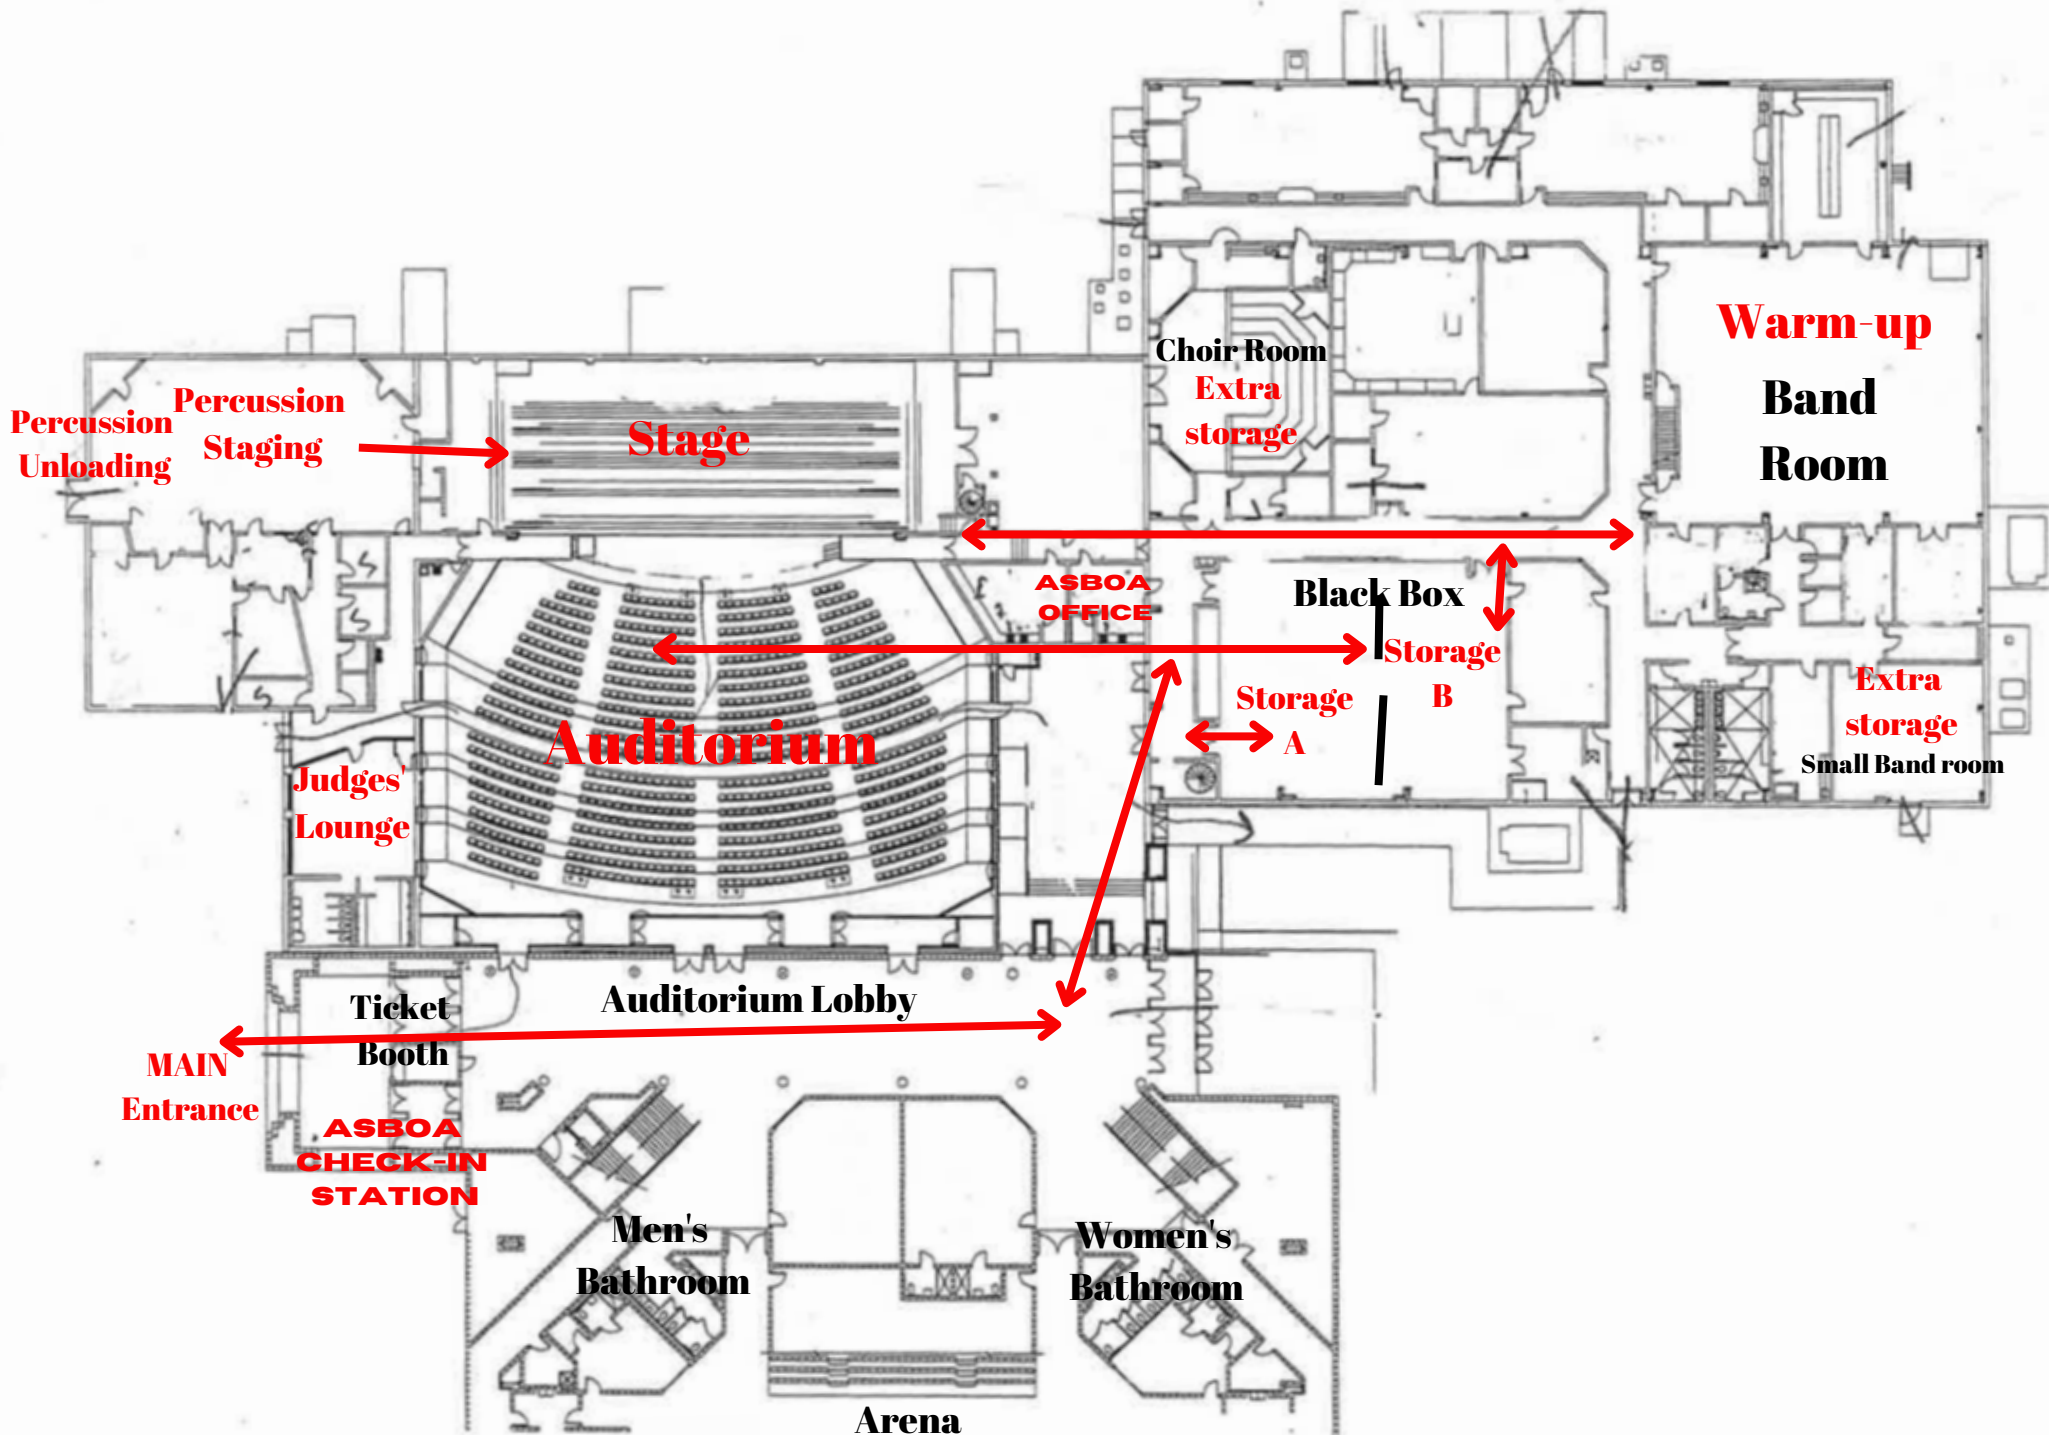 Warm-up
Band
Room
Choir Room
Extra
storage
Percussion
Unloading
Percussion
Staging
Stage
ASBOA
OFFICE
Black Box
Storage
B
Storage
A
Extra
storage
Small Band room
Auditorium
Judges'
Lounge
Ticket
Booth
Auditorium Lobby
MAIN
Entrance
ASBOA
CHECK-IN
STATION
Men's
Bathroom
Women's
Bathroom
Arena